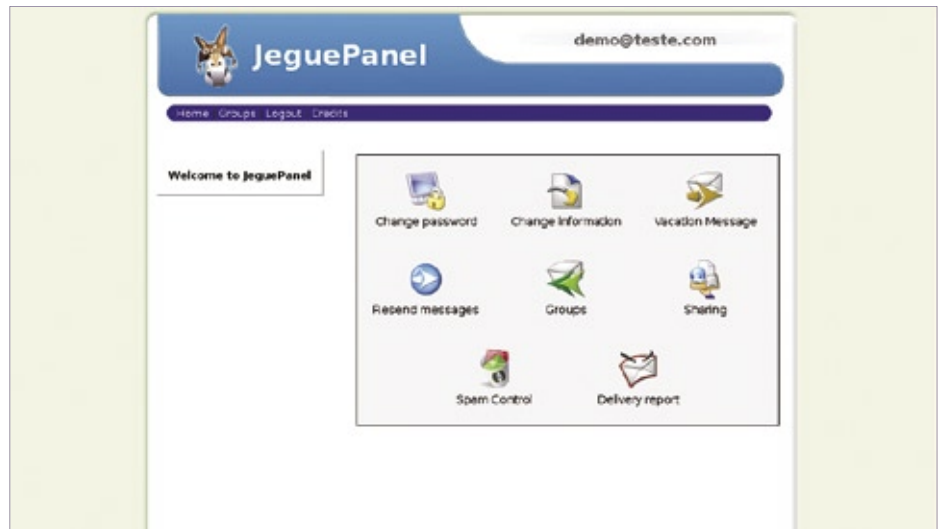 JeguePanel
demo@teste.com
Home Groups Logout Credits
Welcome to JeguePanel
Change password
Change Information
Vacation Message
Resend messages
Groups
Sharing
Spam Control
Delivery report